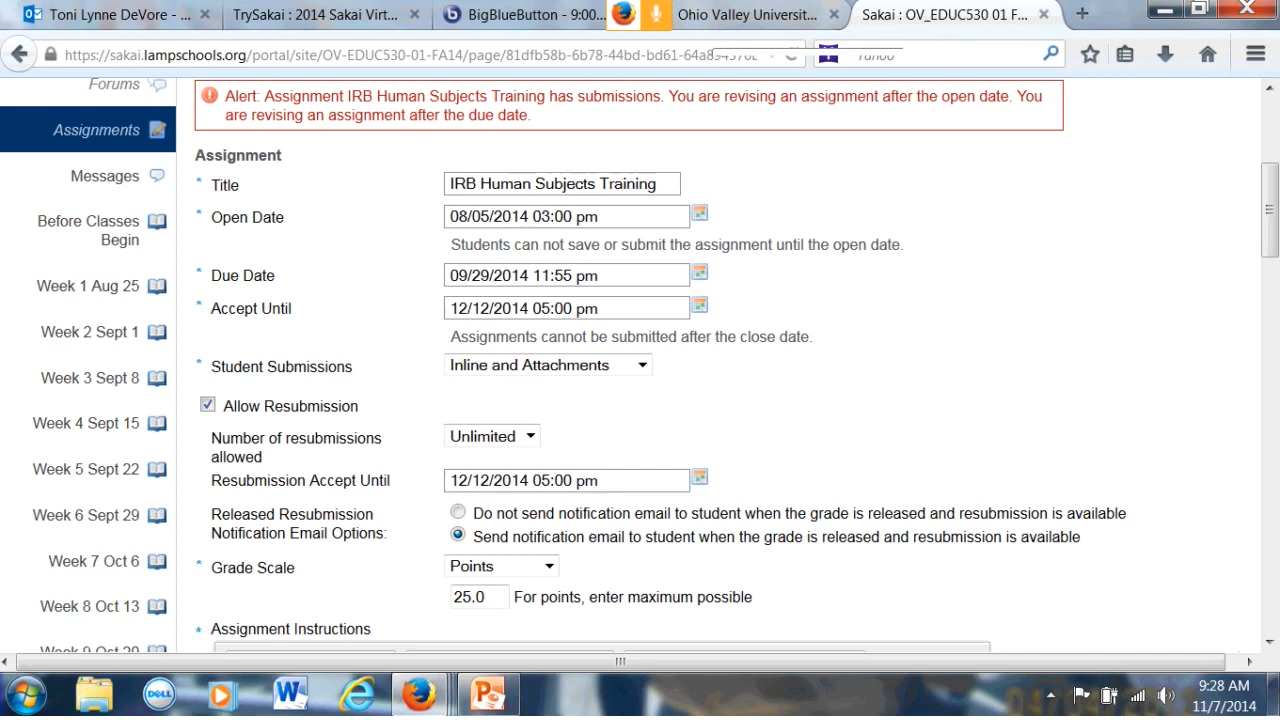 Toni Lynne DeVore - ...
TrySakai : 2014 Sakai Virt...
BigBlueButt... - 9:00...
Ohio Valley Universit...
Sakai : OV_EDUC530 01 F...
https://sakai.lampschools.org/portal/site/OV-EDUC530-01-FA14/page/81dfb58b-6b78-44bd-bd61-64a894376b
Yahoo
Forums
Assignments
Messages
Before Classes
Begin
Week 1 Aug 25
Week 2 Sept 1
Week 3 Sept 8
Week 4 Sept 15
Week 5 Sept 22
Week 6 Sept 29
Week 7 Oct 6
Week 8 Oct 13
Week 9 Oct 20
Alert: Assignment IRB Human Subjects Training has submissions. You are revising an assignment after the open date. You
are revising an assignment after the due date.
Assignment
* Title IRB Human Subjects Training
* Open Date 08/05/2014 03:00 pm
Students can not save or submit the assignment until the open date.
* Due Date 09/29/2014 11:55 pm
* Accept Until 12/12/2014 05:00 pm
Assignments cannot be submitted after the close date.
* Student Submissions Inline and Attachments
Allow Resubmission
Number of resubmissions
allowed
Unlimited
Resubmission Accept Until 12/12/2014 05:00 pm
Released Resubmission
Notification Email Options:
Do not send notification email to student when the grade is released and resubmission is available
Send notification email to student when the grade is released and resubmission is available
* Grade Scale Points
25.0 For points, enter maximum possible
* Assignment Instructions
DELL
9:28 AM
11/7/2014